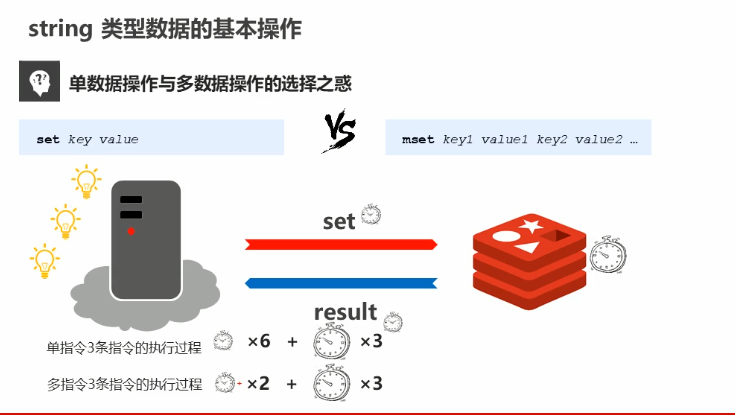 string 类型数据的基本操作
单数据操作与多数据操作的选择之惑
set key value
VS
mset key1 value1 key2 value2 …
set
result
单指令3条指令的执行过程 ×6 + ×3
多指令3条指令的执行过程 + ×2 + ×3